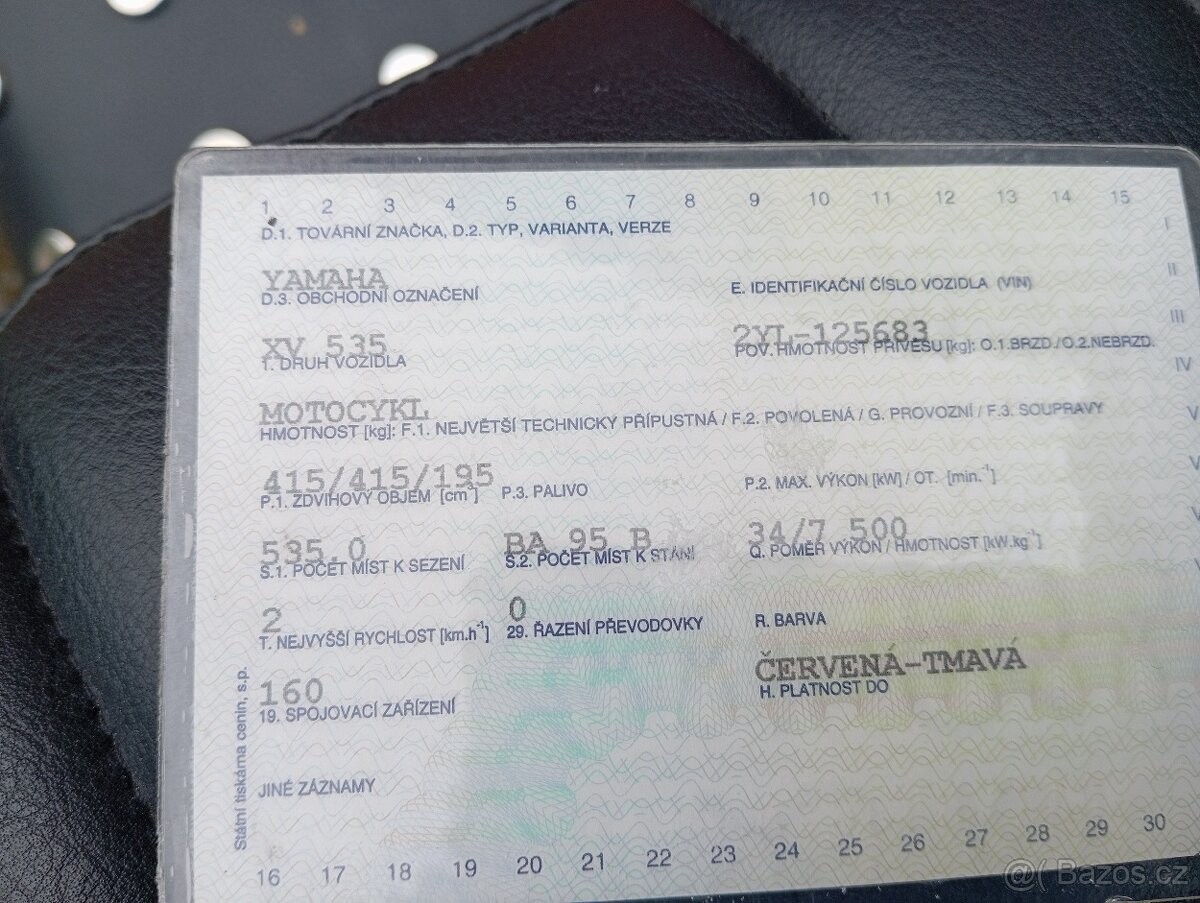 1 2 3 4 5 6 7 8 9 10 11 12 13 14 15
D.1. TOVÁRNÍ ZNAČKA, D.2. TYP, VARIANTA, VERZE
I
YAMAHA
II
D.3. OBCHODNÍ OZNAČENÍ E. IDENTIFIKAČNÍ ČÍSLO VOZIDLA (VIN)
III
XV 535 2YL-125683
1. DRUH VOZIDLA POV. HMOTNOST PŘÍVĚSU [kg]: O.1.BRZD./O.2.NEBRZD.
IV
MOTOCYKL
HMOTNOST [kg]: F.1. NEJVĚTŠÍ TECHNICKY PŘÍPUSTNÁ / F.2. POVOLENÁ / G. PROVOZNÍ / F.3. SOUPRAVY
415/415/195
P.1. ZDVIHOVÝ OBJEM [cm³] P.3. PALIVO P.2. MAX. VÝKON [kW] / OT. [min.-1]
535.0 BA 95 B 34/7 500
S.1. POČET MÍST K SEZENÍ S.2. POČET MÍST K STÁNÍ Q. POMĚR VÝKON / HMOTNOST [kW.kg-1]
2 0
T. NEJVYŠŠÍ RYCHLOST [km.h-1] 29. ŘAZENÍ PŘEVODOVKY R. BARVA
160 ČERVENÁ-TMAVÁ
19. SPOJOVACÍ ZAŘÍZENÍ H. PLATNOST DO
JINÉ ZÁZNAMY
Státní tiskárna cenin, s.p.
16 17 18 19 20 21 22 23 24 25 26 27 28 29 30
@( Bazos.cz